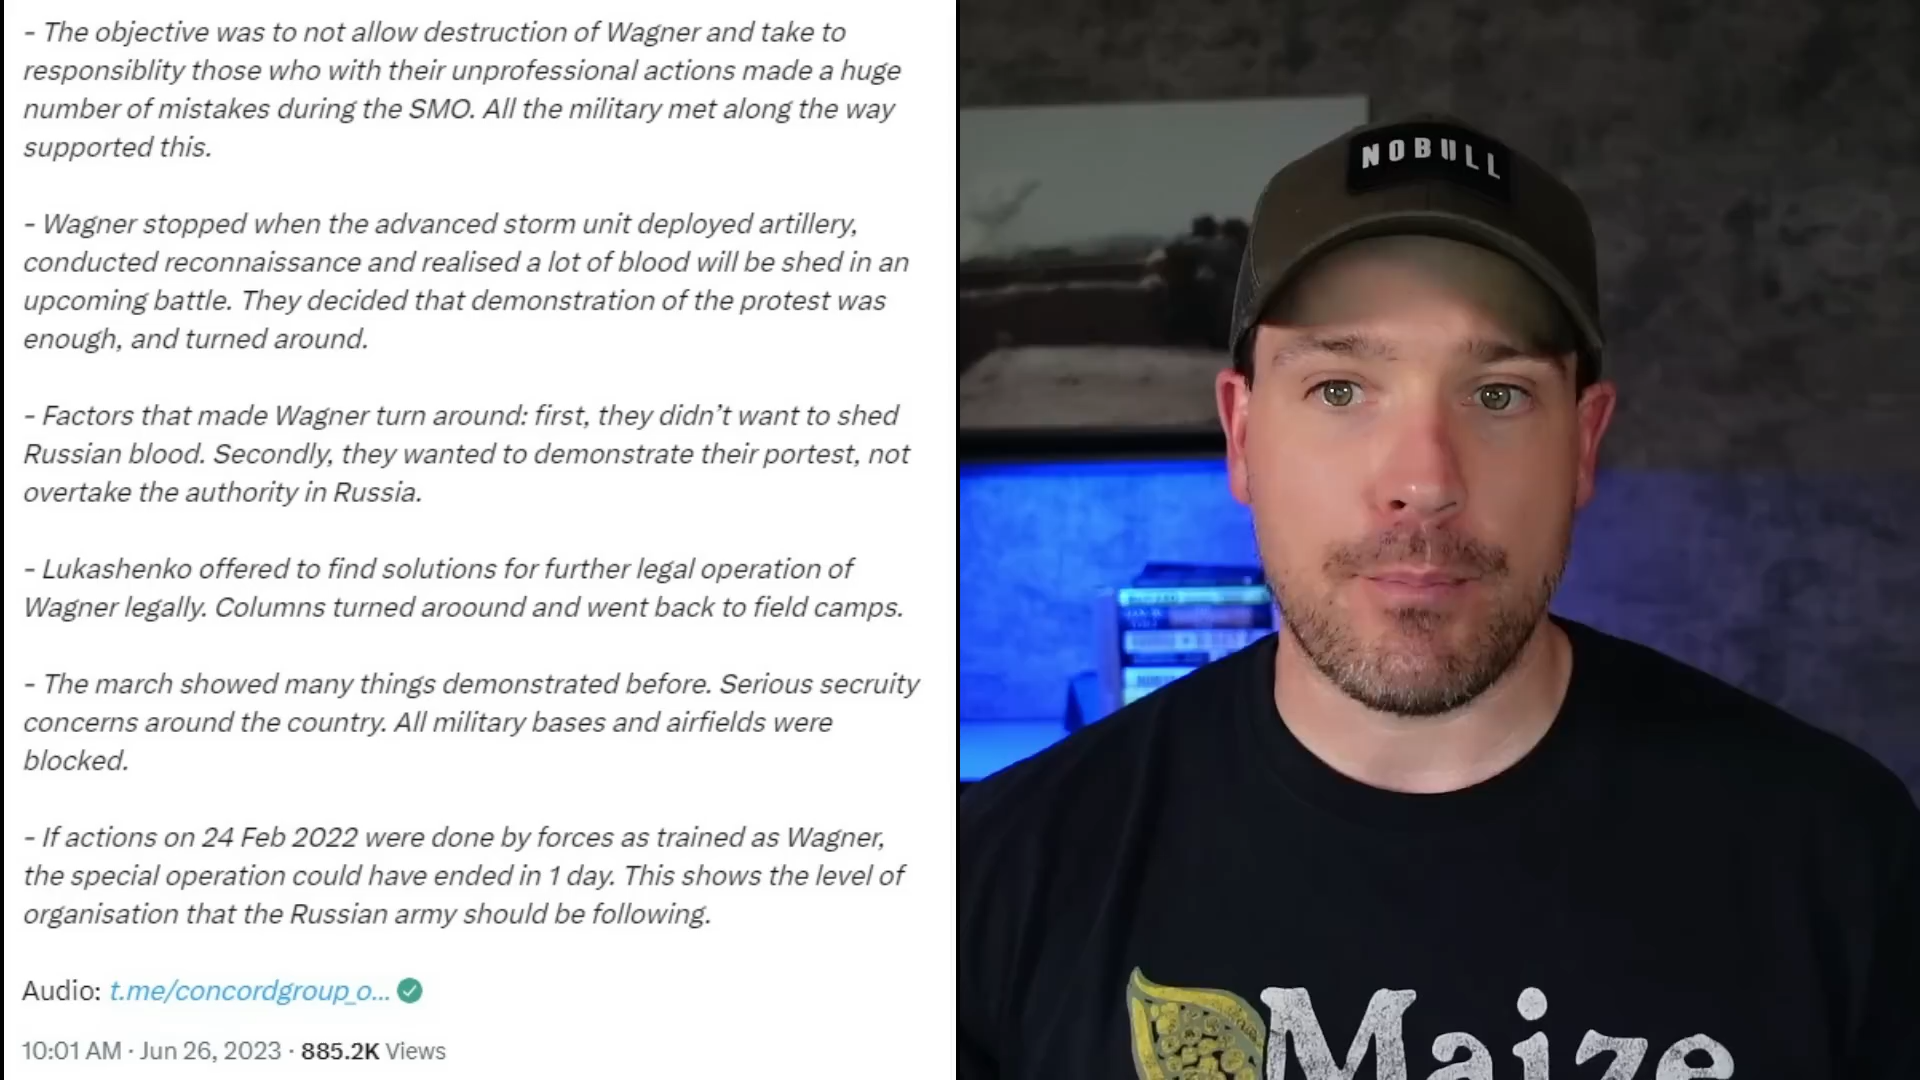 - The objective was to not allow destruction of Wagner and take to
responsiblity those who with their unprofessional actions made a huge
number of mistakes during the SMO. All the military met along the way
supported this.
- Wagner stopped when the advanced storm unit deployed artillery,
conducted reconnaissance and realised a lot of blood will be shed in an
upcoming battle. They decided that demonstration of the protest was
enough, and turned around.
- Factors that made Wagner turn around: first, they didn't want to shed
Russian blood. Secondly, they wanted to demonstrate their portest, not
overtake the authority in Russia.
- Lukashenko offered to find solutions for further legal operation of
Wagner legally. Columns turned aroound and went back to field camps.
- The march showed many things demonstrated before. Serious secruity
concerns around the country. All military bases and airfields were
blocked.
- If actions on 24 Feb 2022 were done by forces as trained as Wagner,
the special operation could have ended in 1 day. This shows the level of
organisation that the Russian army should be following.
Audio: t.me/concordgroup_o...
10:01 AM · Jun 26, 2023 · 885.2K Views
NOBULL
Maize